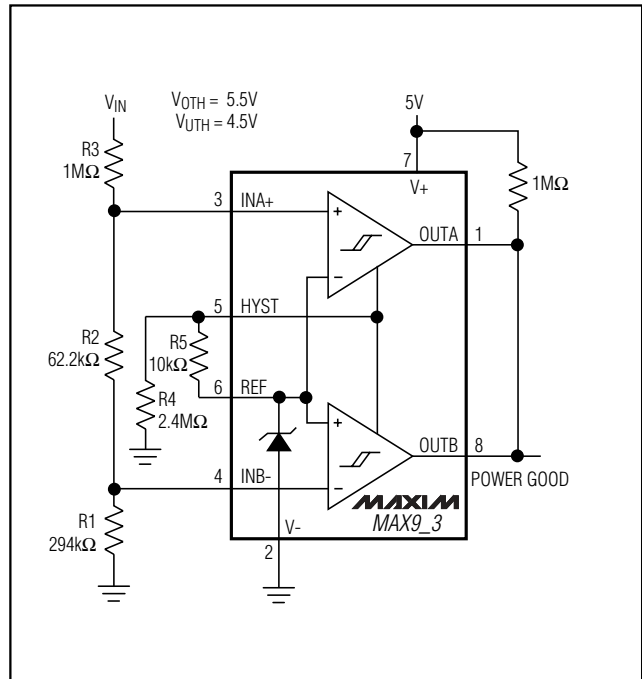 V_IN
V_OTH = 5.5V
V_UTH = 4.5V
5V
R3
1MΩ
7
V+
1MΩ
3
INA+
+
−
OUTA
1
5
HYST
R2
62.2kΩ
R5
10kΩ
6
REF
R4
2.4MΩ
+
−
OUTB
8
POWER GOOD
4
INB-
MAXIM
MAX9_3
R1
294kΩ
V-
2